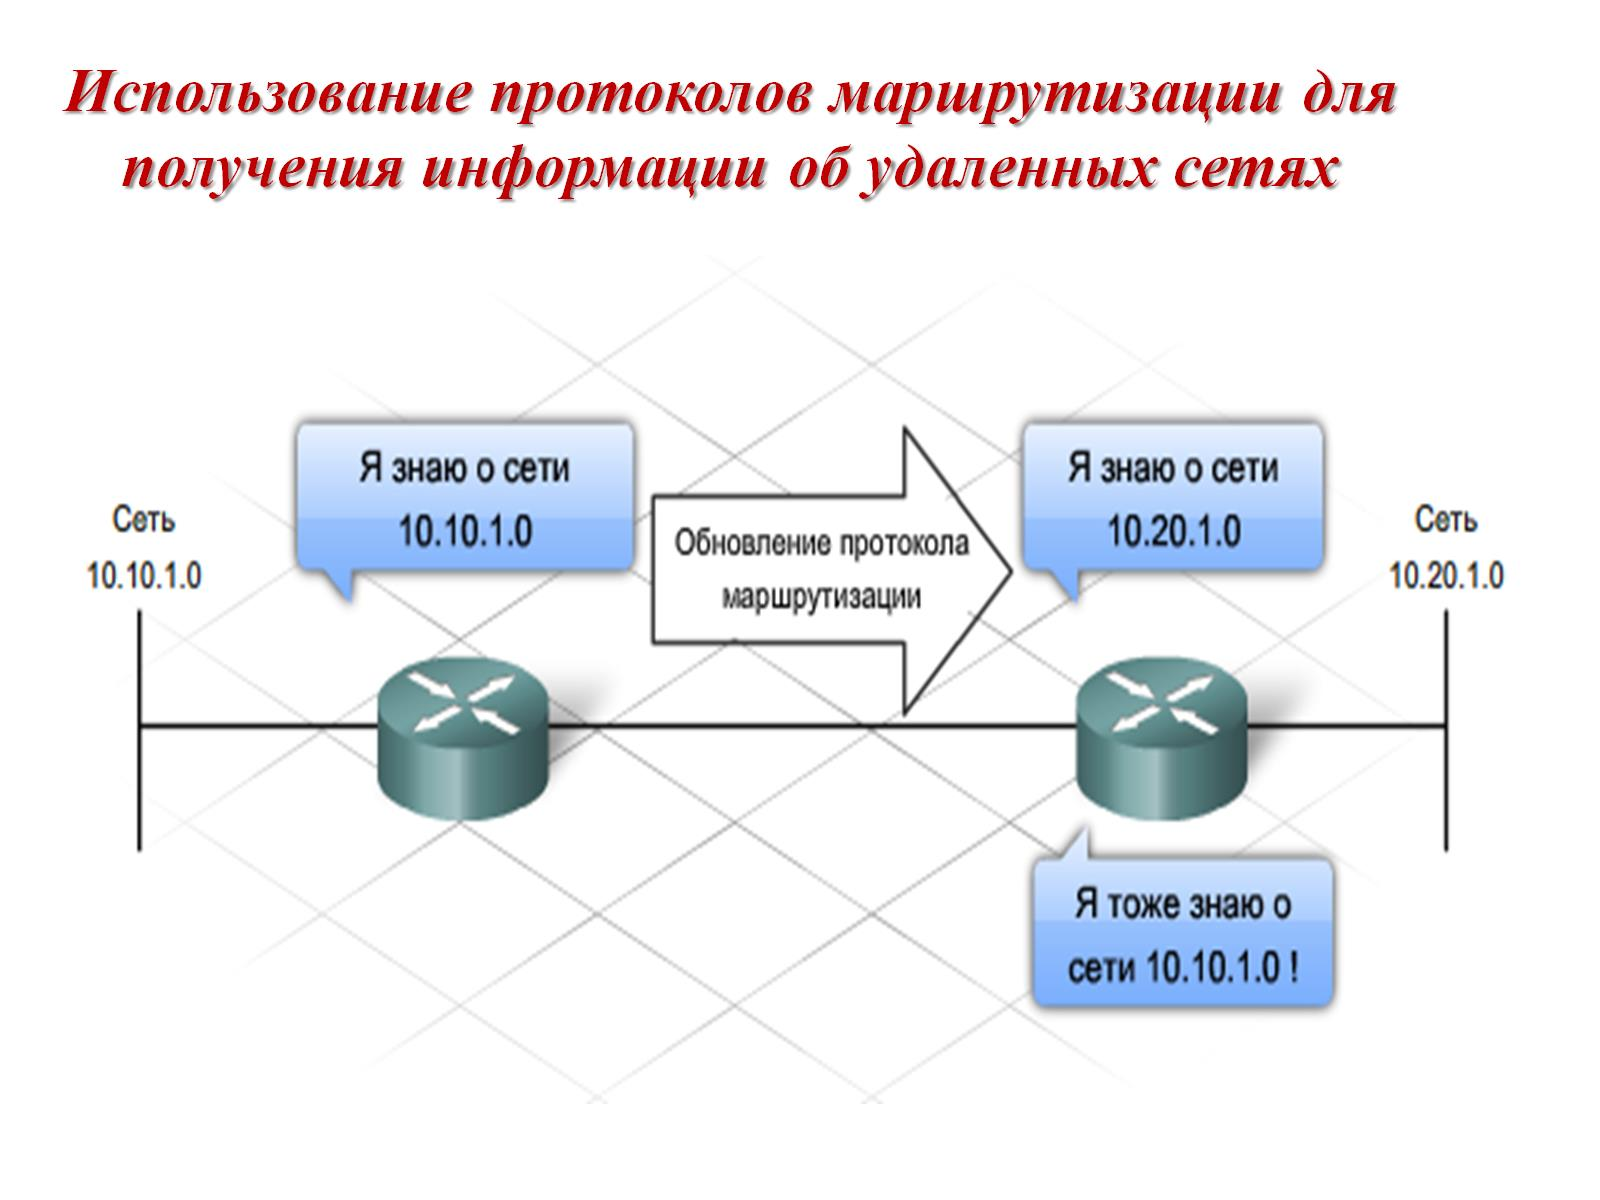 Использование протоколов маршрутизации для
получения информации об удаленных сетях
Сеть
10.10.1.0
Я знаю о сети
10.10.1.0
Обновление протокола
маршрутизации
Я знаю о сети
10.20.1.0
Сеть
10.20.1.0
Я тоже знаю о
сети 10.10.1.0 !